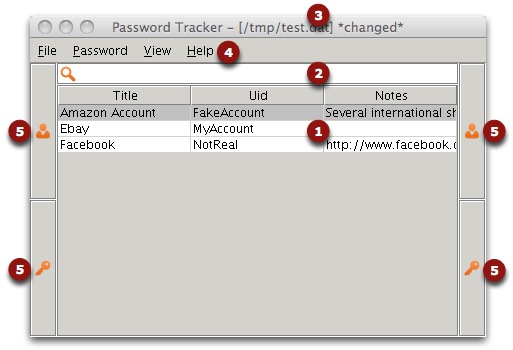 3
Password Tracker - [/tmp/test.dat] *changed*
File Password View Help 4
2
Title Uid Notes
Amazon Account FakeAccount Several international sh
Ebay MyAccount
5 1 5
Facebook NotReal http://www.facebook.c
5 5